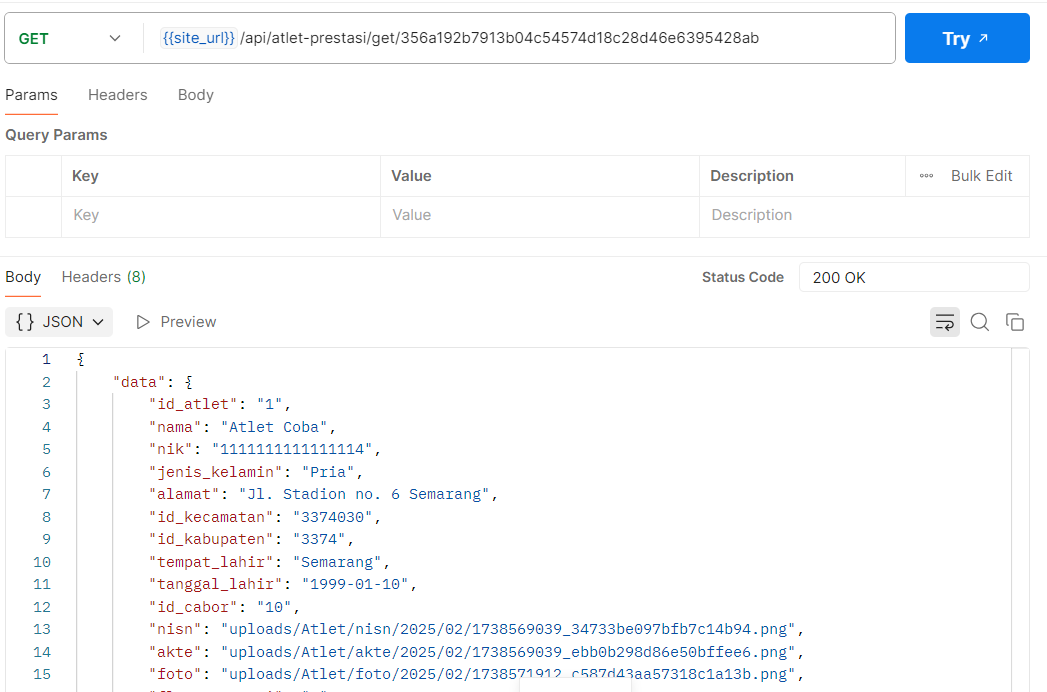 GET {{site_url}} /api/atlet-prestasi/get/356a192b7913b04c54574d18c28d46e6395428ab Try ↗
Params Headers Body
Query Params
Key Value Description Bulk Edit
Key Value Description
Body Headers (8) Status Code 200 OK
{} JSON Preview
1 {
2 "data": {
3 "id_atlet": "1",
4 "nama": "Atlet Coba",
5 "nik": "1111111111111114",
6 "jenis_kelamin": "Pria",
7 "alamat": "Jl. Stadion no. 6 Semarang",
8 "id_kecamatan": "3374030",
9 "id_kabupaten": "3374",
10 "tempat_lahir": "Semarang",
11 "tanggal_lahir": "1999-01-10",
12 "id_cabor": "10",
13 "nisn": "uploads/Atlet/nisn/2025/02/1738569039_34733be097bfb7c14b94.png",
14 "akte": "uploads/Atlet/akte/2025/02/1738569039_ebb0b298d86e50bffee6.png",
15 "foto": "uploads/Atlet/foto/2025/02/1738571912_c587d43aa57318c1a13b.png",